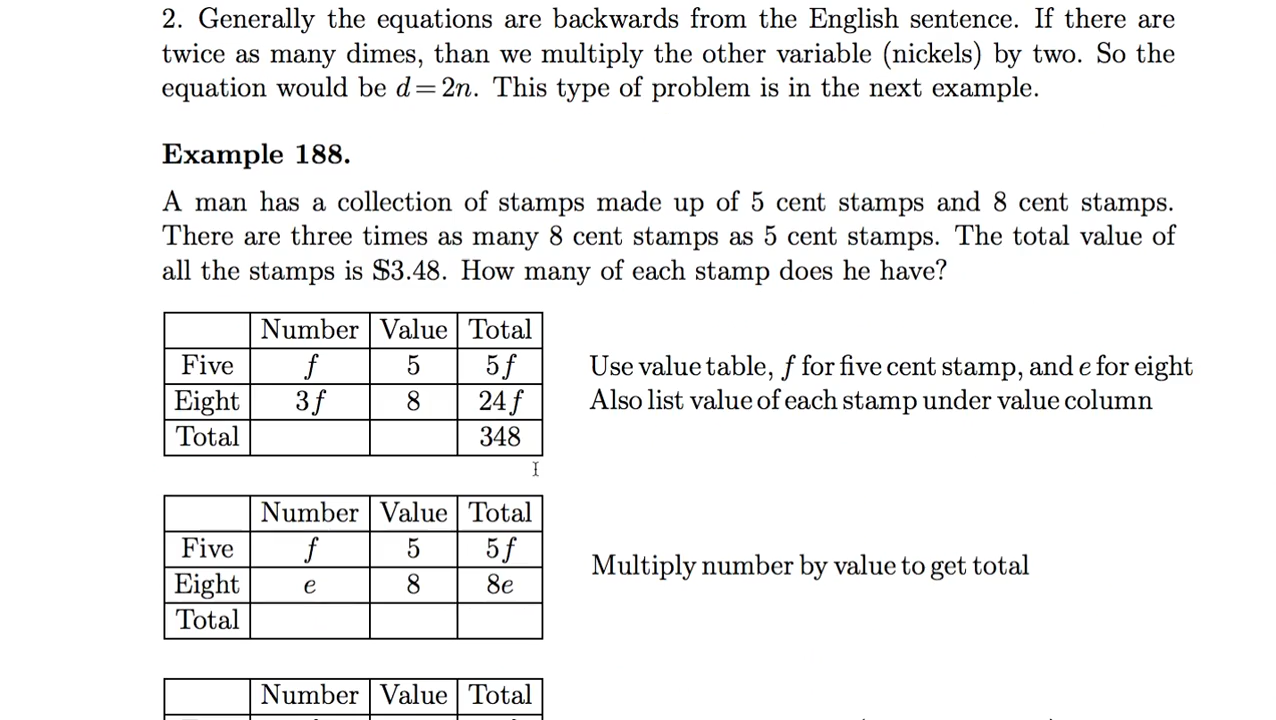 2. Generally the equations are backwards from the English sentence. If there are
twice as many dimes, than we multiply the other variable (nickels) by two. So the
equation would be d=2n. This type of problem is in the next example.
Example 188.
A man has a collection of stamps made up of 5 cent stamps and 8 cent stamps.
There are three times as many 8 cent stamps as 5 cent stamps. The total value of
all the stamps is $3.48. How many of each stamp does he have?
Number Value Total
Five f 5 5f
Eight 3f 8 24f
Total 348
Use value table, f for five cent stamp, and e for eight
Also list value of each stamp under value column
Number Value Total
Five f 5 5f
Eight e 8 8e
Total
Multiply number by value to get total
Number Value Total